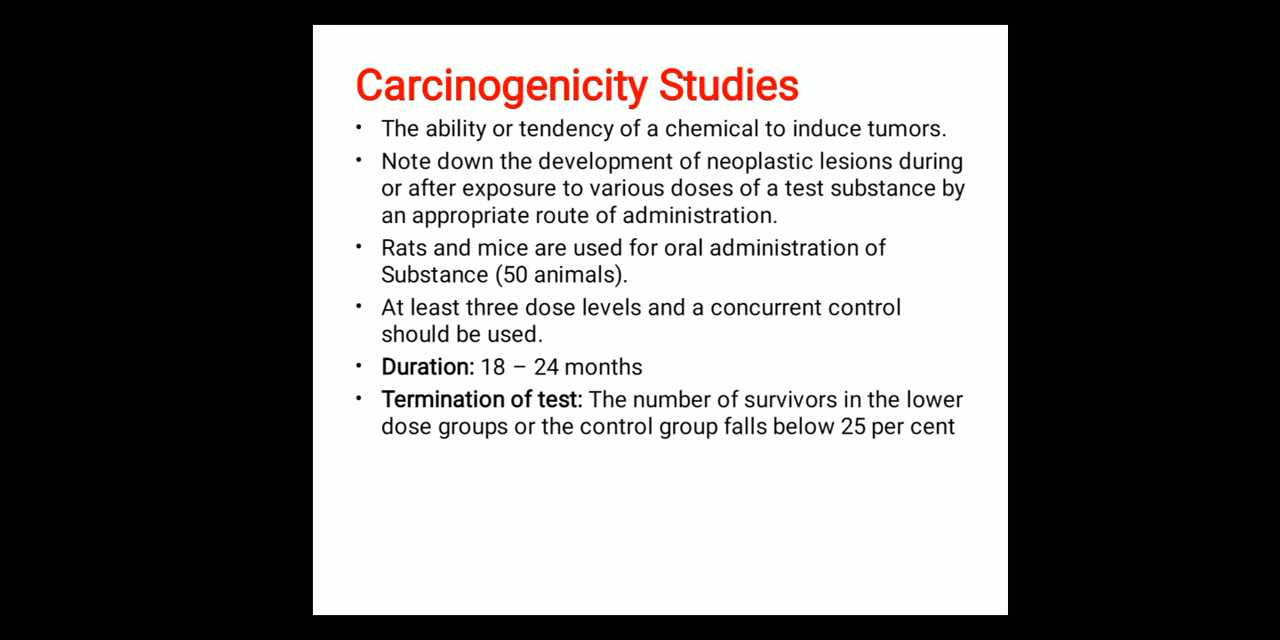 Carcinogenicity Studies
• The ability or tendency of a chemical to induce tumors.
• Note down the development of neoplastic lesions during
or after exposure to various doses of a test substance by
an appropriate route of administration.
• Rats and mice are used for oral administration of
Substance (50 animals).
• At least three dose levels and a concurrent control
should be used.
• Duration: 18 – 24 months
• Termination of test: The number of survivors in the lower
dose groups or the control group falls below 25 per cent